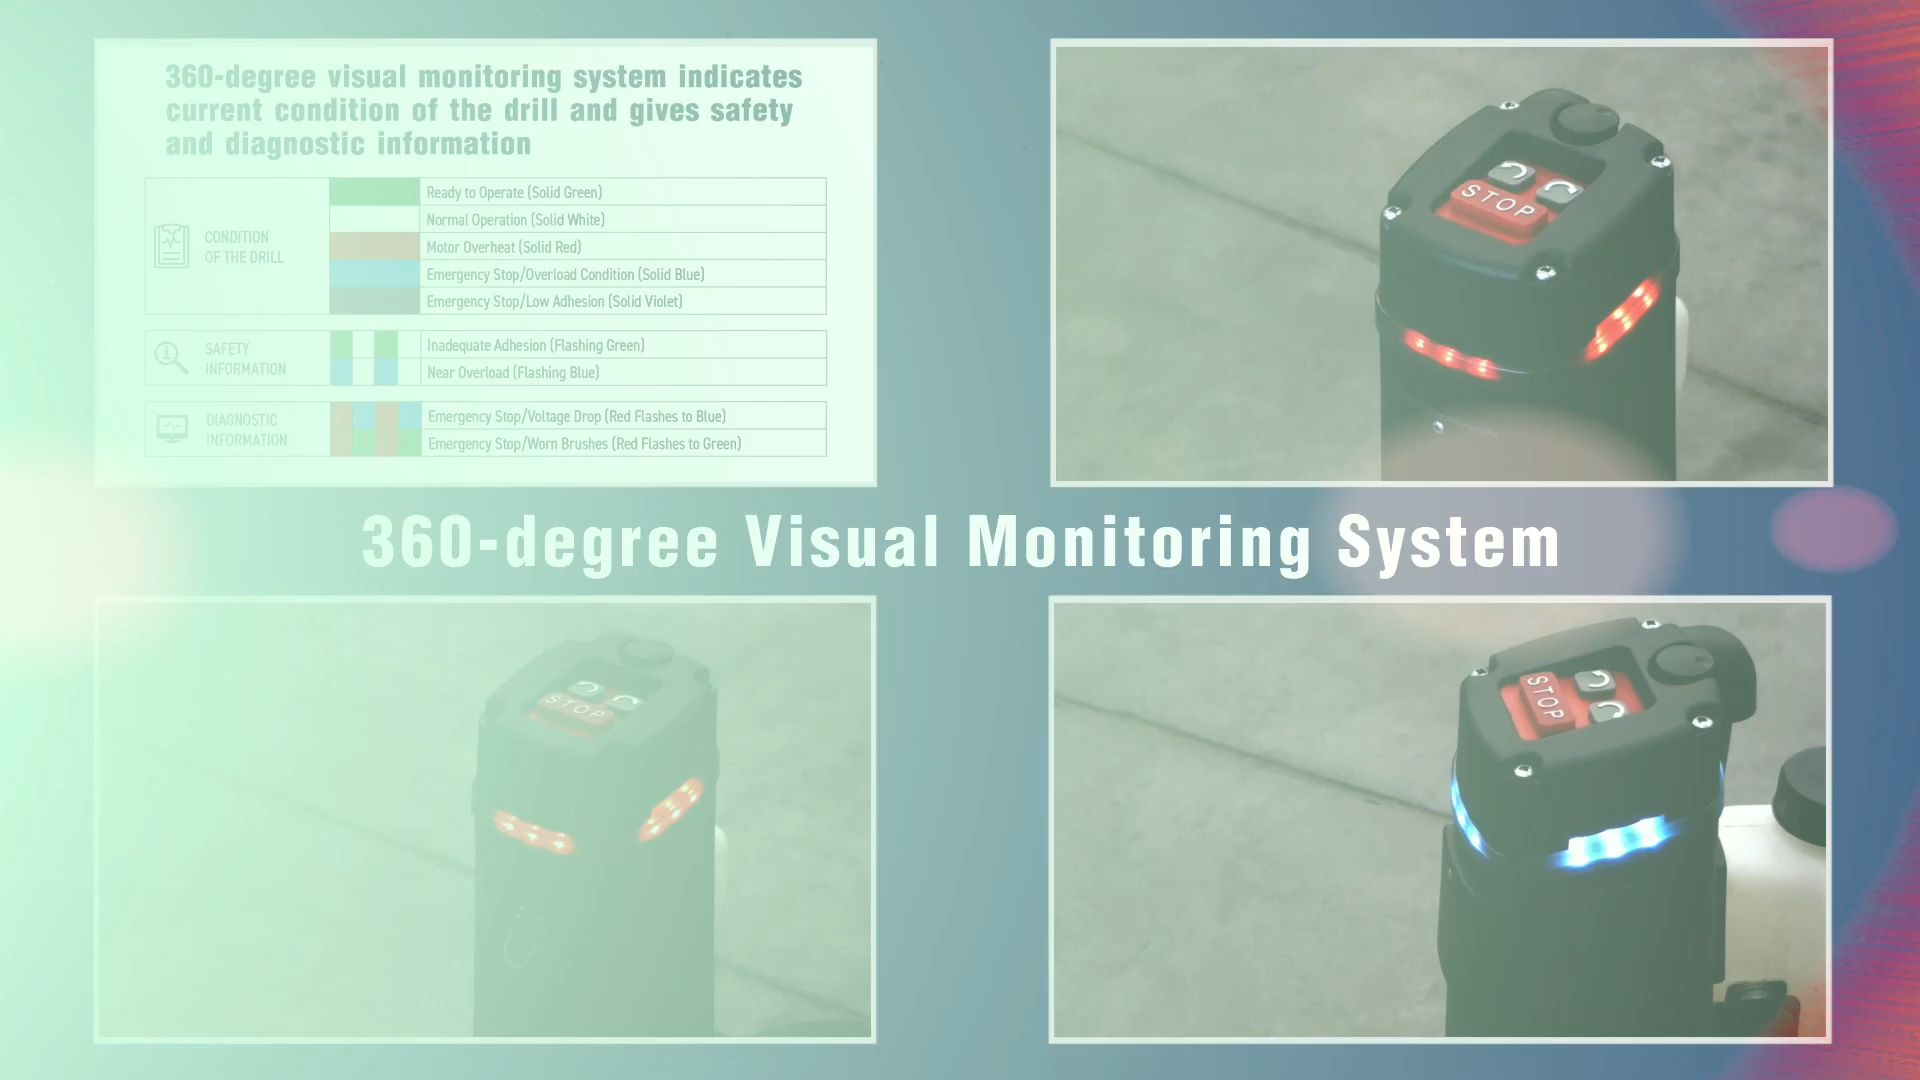 360-degree visual monitoring system indicates
current condition of the drill and gives safety
and diagnostic information
CONDITION
OF THE DRILL
Ready to Operate (Solid Green)
Normal Operation (Solid White)
Motor Overheat (Solid Red)
Emergency Stop/Overload Condition (Solid Blue)
Emergency Stop/Low Adhesion (Solid Violet)
SAFETY
INFORMATION
Inadequate Adhesion (Flashing Green)
Near Overload (Flashing Blue)
DIAGNOSTIC
INFORMATION
Emergency Stop/Voltage Drop (Red Flashes to Blue)
Emergency Stop/Worn Brushes (Red Flashes to Green)
STOP
360-degree Visual Monitoring System
STOP
STOP